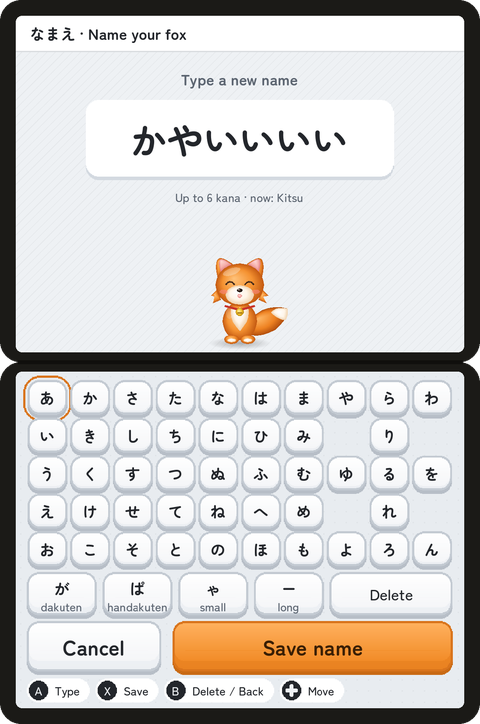 なまえ · Name your fox
Type a new name
かやいいいい
Up to 6 kana · now: Kitsu
あ か さ た な は ま や ら わ
い き し ち に ひ み り
う く す つ ぬ ふ む ゆ る を
え け せ て ね へ め れ
お こ そ と の ほ も よ ろ ん
が ぱ ゃ ー Delete
dakuten handakuten small long
Cancel Save name
A Type X Save B Delete / Back Move